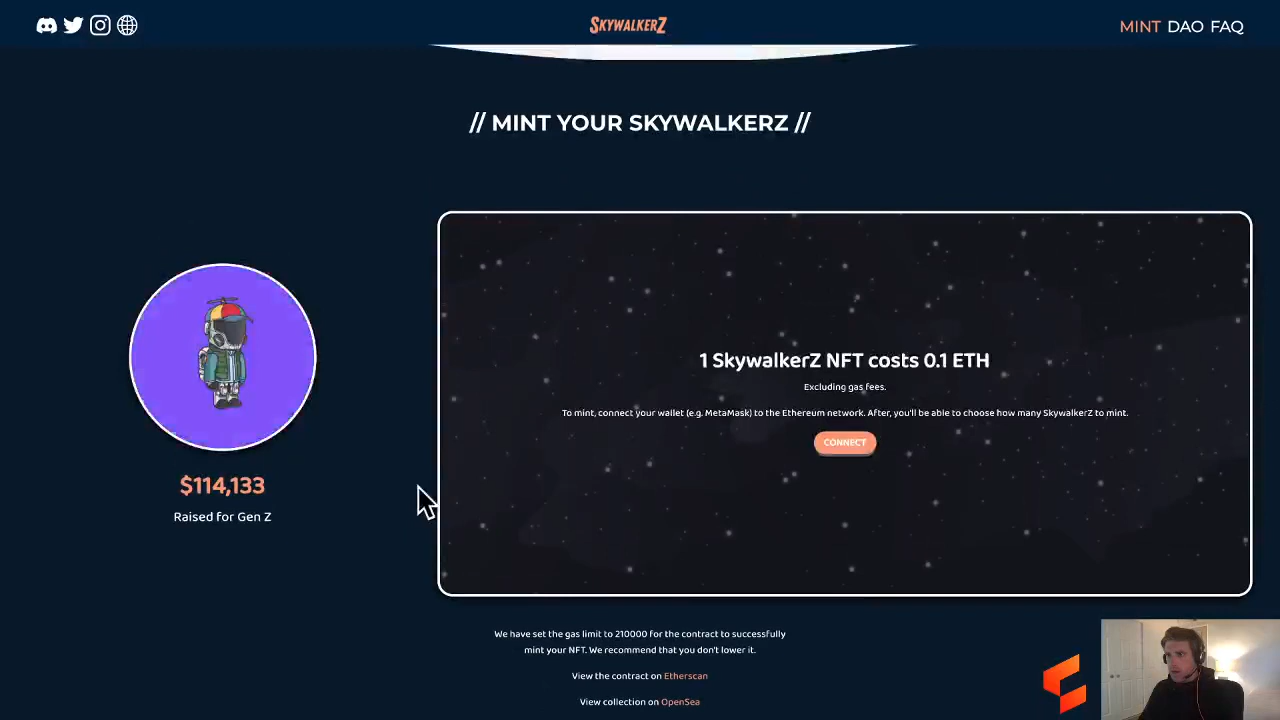 SKYWALKERZ
MINT DAO FAQ
// MINT YOUR SKYWALKERZ //
1 SkywalkerZ NFT costs 0.1 ETH
Excluding gas fees.
To mint, connect your wallet (e.g. MetaMask) to the Ethereum network. After, you'll be able to choose how many SkywalkerZ to mint.
CONNECT
$114,133
Raised for Gen Z
We have set the gas limit to 210000 for the contract to successfully
mint your NFT. We recommend that you don't lower it.
View the contract on Etherscan
View collection on OpenSea